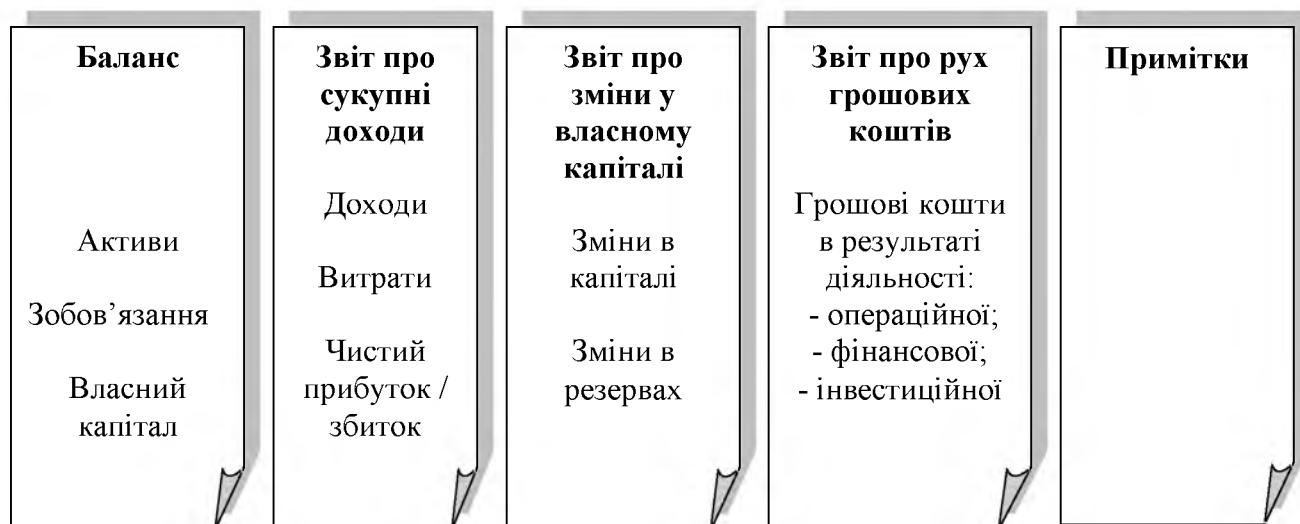 Баланс
Активи
Зобов’язання
Власний
капітал
Звіт про
сукупні
доходи
Доходи
Витрати
Чистий
прибуток /
збиток
Звіт про
зміни у
власному
капіталі
Зміни в
капіталі
Зміни в
резервах
Звіт про рух
грошових
коштів
Грошові кошти
в результаті
діяльності:
- операційної;
- фінансової;
- інвестиційної
Примітки